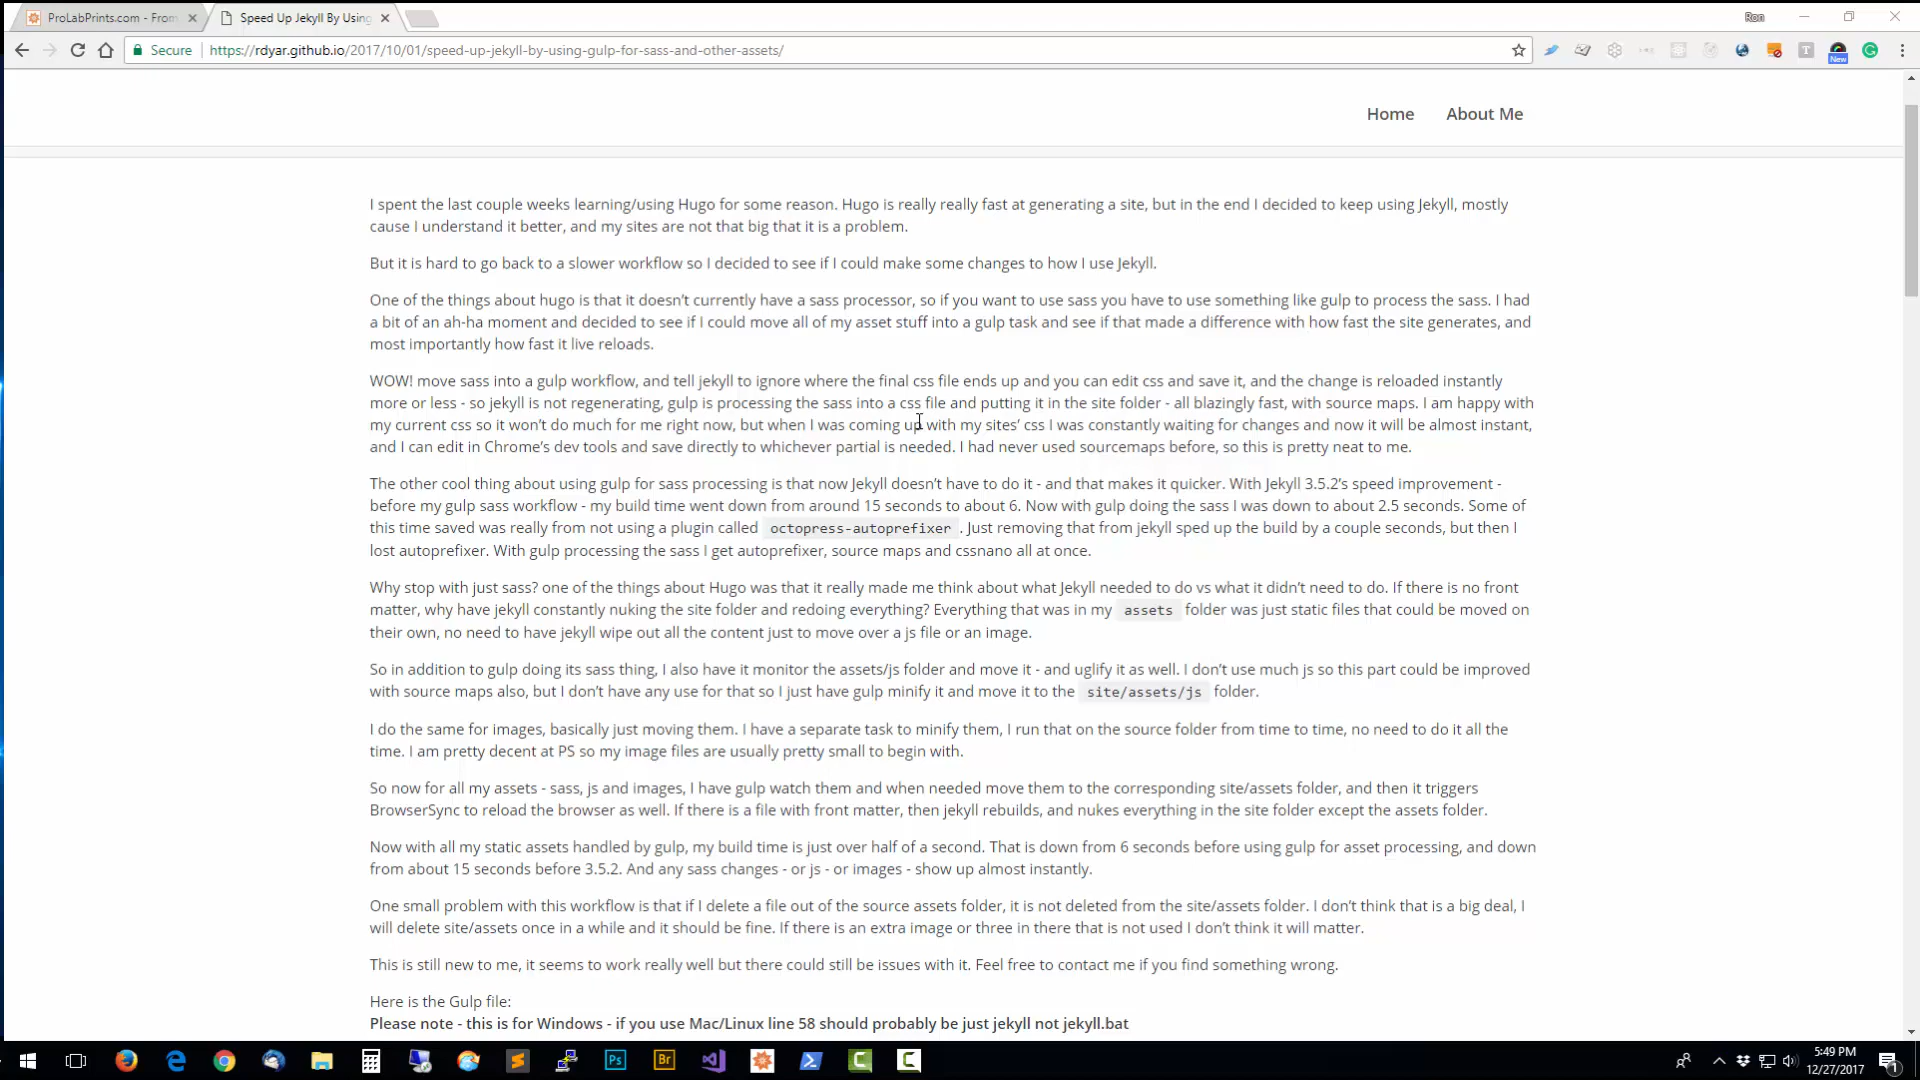 ProLabPrints.com - From
Speed Up Jekyll By Using
Ron
Secure
https://rdyar.github.io/2017/10/01/speed-up-jekyll-by-using-gulp-for-sass-and-other-assets/
T
New
Home
About Me
I spent the last couple weeks learning/using Hugo for some reason. Hugo is really really fast at generating a site, but in the end I decided to keep using Jekyll, mostly
cause I understand it better, and my sites are not that big that it is a problem.
But it is hard to go back to a slower workflow so I decided to see if I could make some changes to how I use Jekyll.
One of the things about hugo is that it doesn't currently have a sass processor, so if you want to use sass you have to use something like gulp to process the sass. I had
a bit of an ah-ha moment and decided to see if I could move all of my asset stuff into a gulp task and see if that made a difference with how fast the site generates, and
most importantly how fast it live reloads.
WOW! move sass into a gulp workflow, and tell jekyll to ignore where the final css file ends up and you can edit css and save it, and the change is reloaded instantly
more or less - so jekyll is not regenerating, gulp is processing the sass into a css file and putting it in the site folder - all blazingly fast, with source maps. I am happy with
my current css so it won't do much for me right now, but when I was coming up with my sites' css I was constantly waiting for changes and now it will be almost instant,
and I can edit in Chrome's dev tools and save directly to whichever partial is needed. I had never used sourcemaps before, so this is pretty neat to me.
The other cool thing about using gulp for sass processing is that now Jekyll doesn't have to do it - and that makes it quicker. With Jekyll 3.5.2's speed improvement -
before my gulp sass workflow - my build time went down from around 15 seconds to about 6. Now with gulp doing the sass I was down to about 2.5 seconds. Some of
this time saved was really from not using a plugin called octopress-autoprefixer . Just removing that from jekyll sped up the build by a couple seconds, but then I
lost autoprefixer. With gulp processing the sass I get autoprefixer, source maps and cssnano all at once.
Why stop with just sass? one of the things about Hugo was that it really made me think about what Jekyll needed to do vs what it didn't need to do. If there is no front
matter, why have jekyll constantly nuking the site folder and redoing everything? Everything that was in my assets folder was just static files that could be moved on
their own, no need to have jekyll wipe out all the content just to move over a js file or an image.
So in addition to gulp doing its sass thing, I also have it monitor the assets/js folder and move it - and uglify it as well. I don't use much js so this part could be improved
with source maps also, but I don't have any use for that so I just have gulp minify it and move it to the site/assets/js folder.
I do the same for images, basically just moving them. I have a separate task to minify them, I run that on the source folder from time to time, no need to do it all the
time. I am pretty decent at PS so my image files are usually pretty small to begin with.
So now for all my assets - sass, js and images, I have gulp watch them and when needed move them to the corresponding site/assets folder, and then it triggers
BrowserSync to reload the browser as well. If there is a file with front matter, then jekyll rebuilds, and nukes everything in the site folder except the assets folder.
Now with all my static assets handled by gulp, my build time is just over half of a second. That is down from 6 seconds before using gulp for asset processing, and down
from about 15 seconds before 3.5.2. And any sass changes - or js - or images - show up almost instantly.
One small problem with this workflow is that if I delete a file out of the source assets folder, it is not deleted from the site/assets folder. I don't think that is a big deal, I
will delete site/assets once in a while and it should be fine. If there is an extra image or three in there that is not used I don't think it will matter.
This is still new to me, it seems to work really well but there could still be issues with it. Feel free to contact me if you find something wrong.
Here is the Gulp file:
Please note - this is for Windows - if you use Mac/Linux line 58 should probably be just jekyll not jekyll.bat
Ps
Br
C
C
5:49 PM
12/27/2017
1